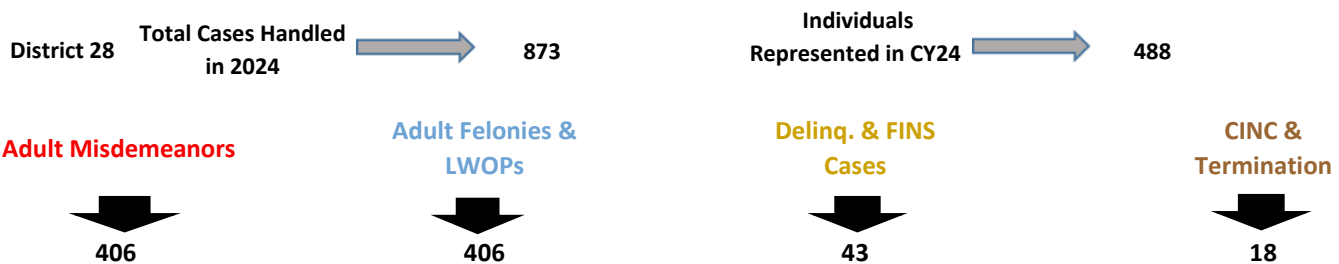 District 28
Total Cases Handled
in 2024
873
Individuals
Represented in CY24
488
Adult Misdemeanors
Adult Felonies &
LWOPs
Delinq. & FINS
Cases
CINC &
Termination
406
406
43
18